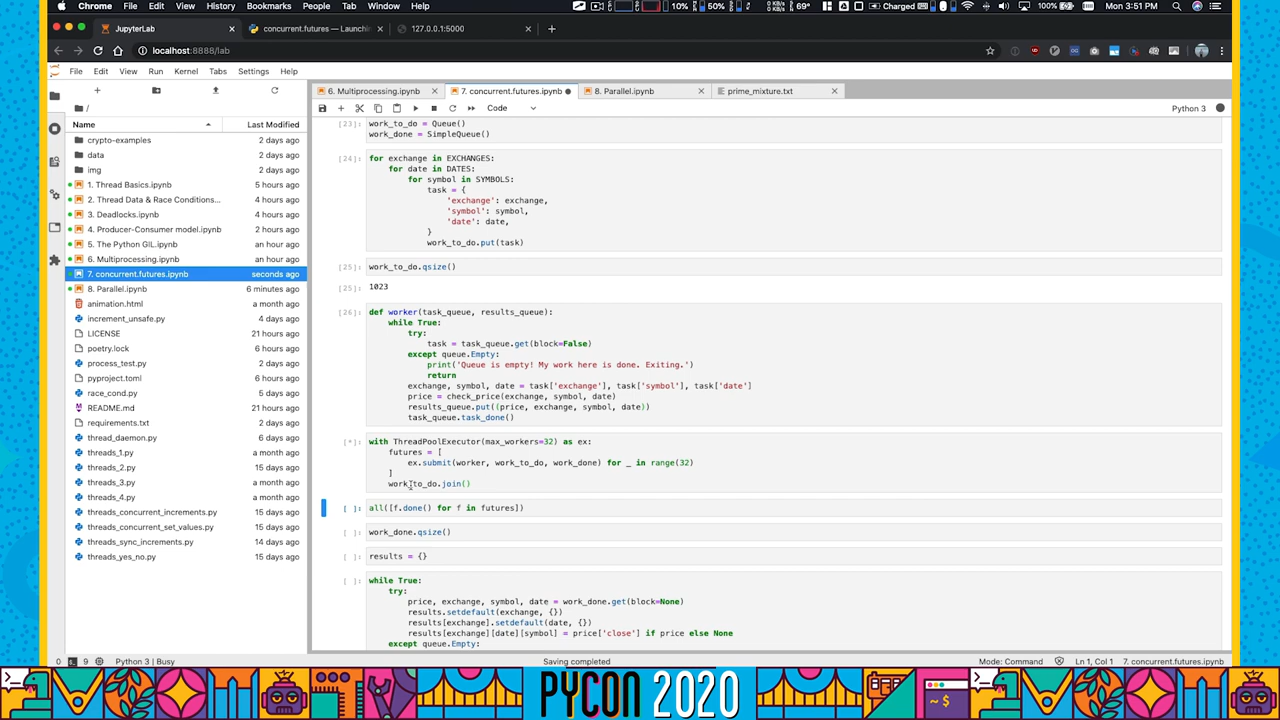 Chrome File Edit View History Bookmarks People Tab Window Help 10% 50% 68% 69° Charged 100% Mon 3:51 PM
JupyterLab concurrent.futures — Launchi 127.0.0.1:5000
localhost:8888/lab
File Edit View Run Kernel Tabs Settings Help
6. Multiprocessing.ipynb 7. concurrent.futures.ipynb 8. Parallel.ipynb prime_mixture.txt
Code Python 3
/
Name Last Modified
crypto-examples 2 days ago
data 2 days ago
img 2 days ago
1. Thread Basics.ipynb 5 hours ago
2. Thread Data & Race Conditions... 4 hours ago
3. Deadlocks.ipynb 4 hours ago
4. Producer-Consumer model.ipynb 2 hours ago
5. The Python GIL.ipynb an hour ago
6. Multiprocessing.ipynb an hour ago
7. concurrent.futures.ipynb seconds ago
8. Parallel.ipynb 6 minutes ago
animation.html a month ago
increment_unsafe.py 4 days ago
LICENSE 21 hours ago
poetry.lock 6 hours ago
process_test.py 2 days ago
pyproject.toml 6 hours ago
race_cond.py 5 days ago
README.md 21 hours ago
requirements.txt 2 days ago
thread_daemon.py 6 days ago
threads_1.py a month ago
threads_2.py 15 days ago
threads_3.py a month ago
threads_4.py a month ago
threads_concurrent_increments.py 15 days ago
threads_concurrent_set_values.py 15 days ago
threads_sync_increments.py 14 days ago
threads_yes_no.py 15 days ago
[23]: work_to_do = Queue()
work_done = SimpleQueue()
[24]: for exchange in EXCHANGES:
for date in DATES:
for symbol in SYMBOLS:
task = {
'exchange': exchange,
'symbol': symbol,
'date': date,
}
work_to_do.put(task)
[25]: work_to_do.qsize()
[25]: 1023
[26]: def worker(task_queue, results_queue):
while True:
try:
task = task_queue.get(block=False)
except queue.Empty:
print('Queue is empty! My work here is done. Exiting.')
return
exchange, symbol, date = task['exchange'], task['symbol'], task['date']
price = check_price(exchange, symbol, date)
results_queue.put((price, exchange, symbol, date))
task_queue.task_done()
[*]: with ThreadPoolExecutor(max_workers=32) as ex:
futures = [
ex.submit(worker, work_to_do, work_done) for _ in range(32)
]
work_to_do.join()
[ ]: all([f.done() for f in futures])
[ ]: work_done.qsize()
[ ]: results = {}
[ ]: while True:
try:
price, exchange, symbol, date = work_done.get(block=None)
results.setdefault(exchange, {})
results[exchange].setdefault(date, {})
results[exchange][date][symbol] = price['close'] if price else None
except queue.Empty:
0 9 Python 3 | Busy Saving completed Mode: Command Ln 1, Col 1 7. concurrent.futures.ipynb
PYCON 2020
~ $